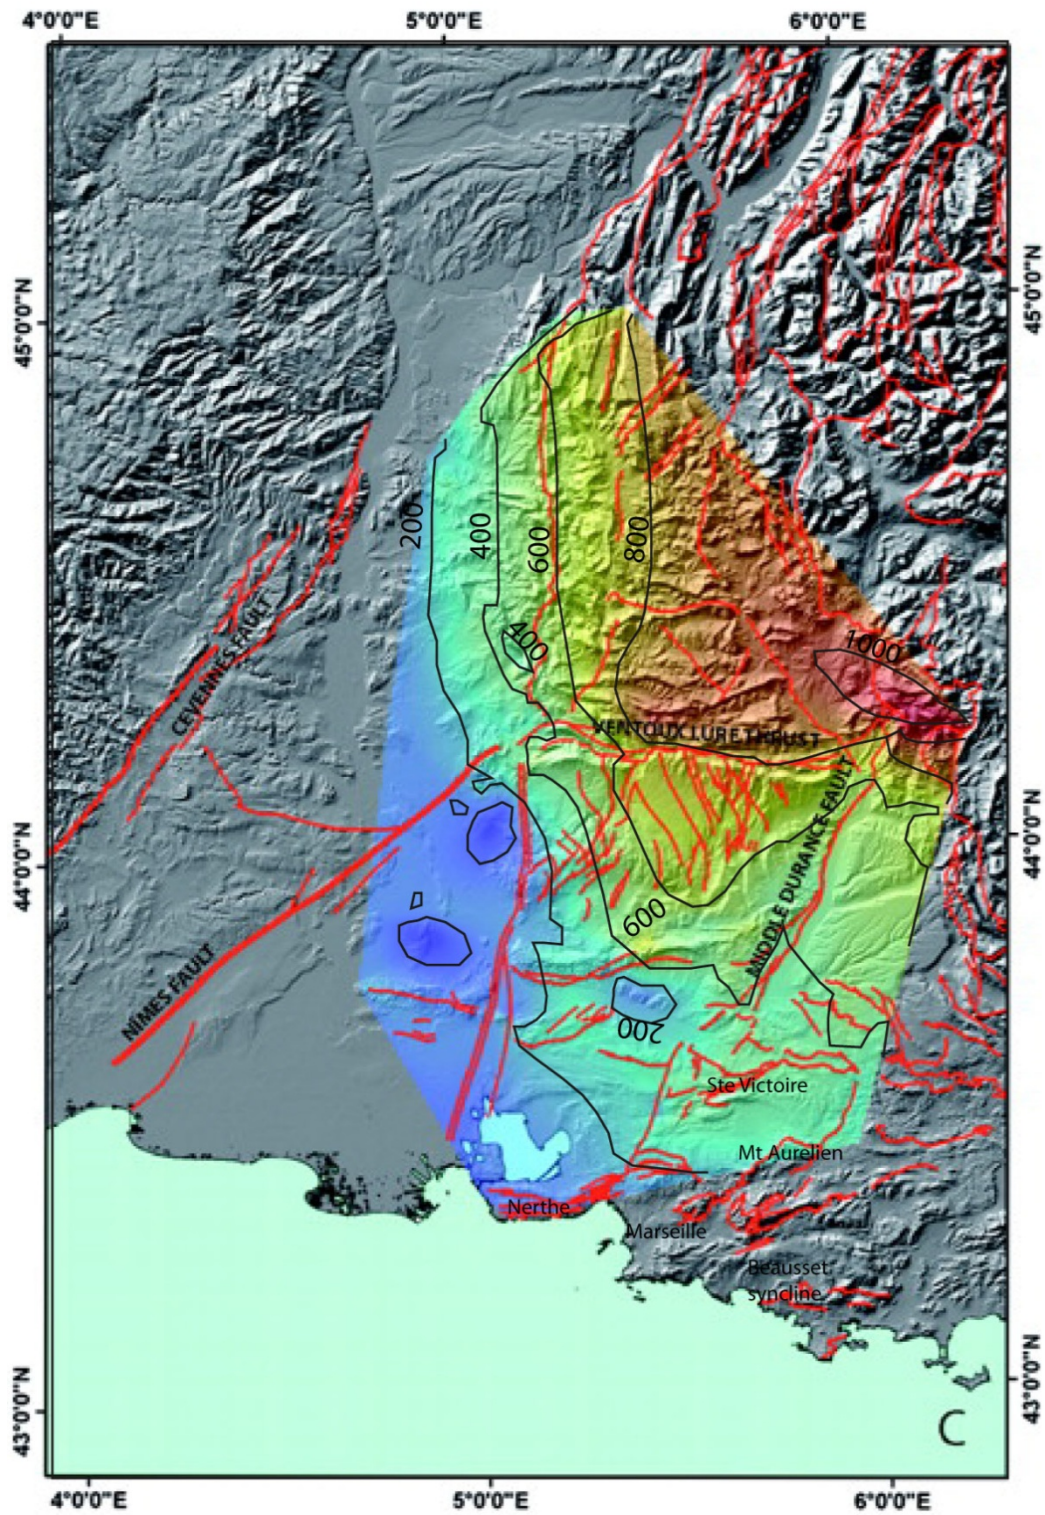 4°0'0"E
5°0'0"E
6°0'0"E
45°0'0"N
45°0'0"N
200
400
600
800
400
1000
CEVENNES FAULT
VENTOUX LURE THRUST
44°0'0"N
44°0'0"N
MIDDLE DURANCE FAULT
600
NÎMES FAULT
200
Ste Victoire
Mt Aurelien
Nerthe
Marseille
Beausset
syncline
43°0'0"N
43°0'0"N
C
4°0'0"E
5°0'0"E
6°0'0"E